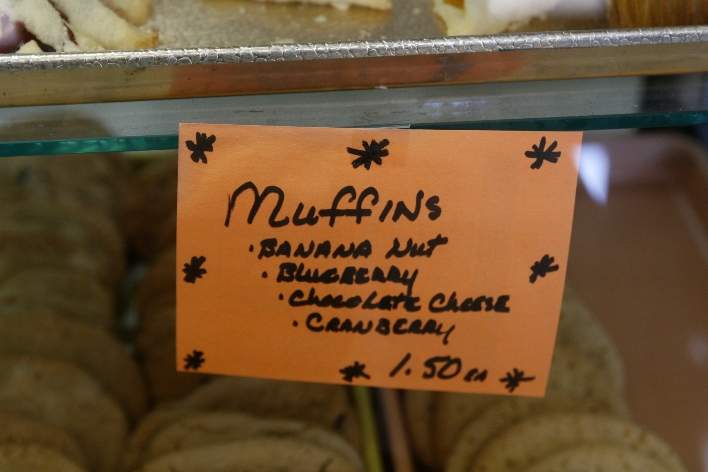 MuffiNs
• BANANA Nut
• BluEBERRy
• ChocolatE ChEESE
• CRANBERRy
1.50 EA